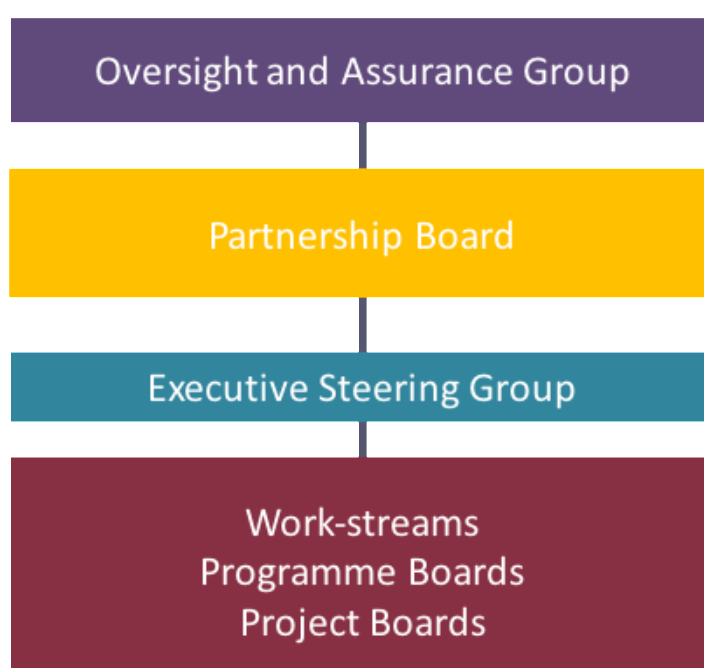 Oversight and Assurance Group
Partnership Board
Executive Steering Group
Work-streams
Programme Boards
Project Boards